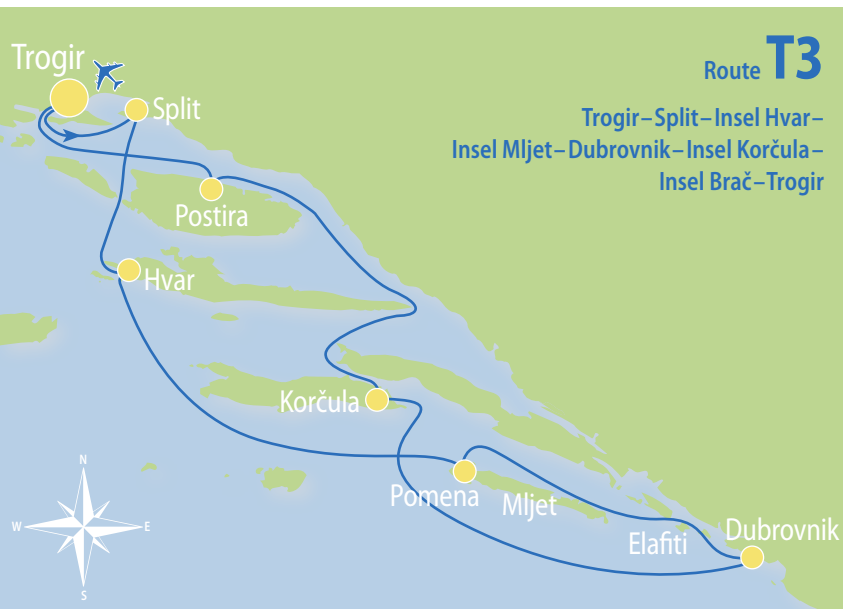 Trogir
Route T3
Split
Trogir–Split–Insel Hvar–
Insel Mljet–Dubrovnik–Insel Korčula–
Insel Brač–Trogir
Postira
Hvar
Korčula
Pomena
Mljet
Elafiti
Dubrovnik
N
W
E
S